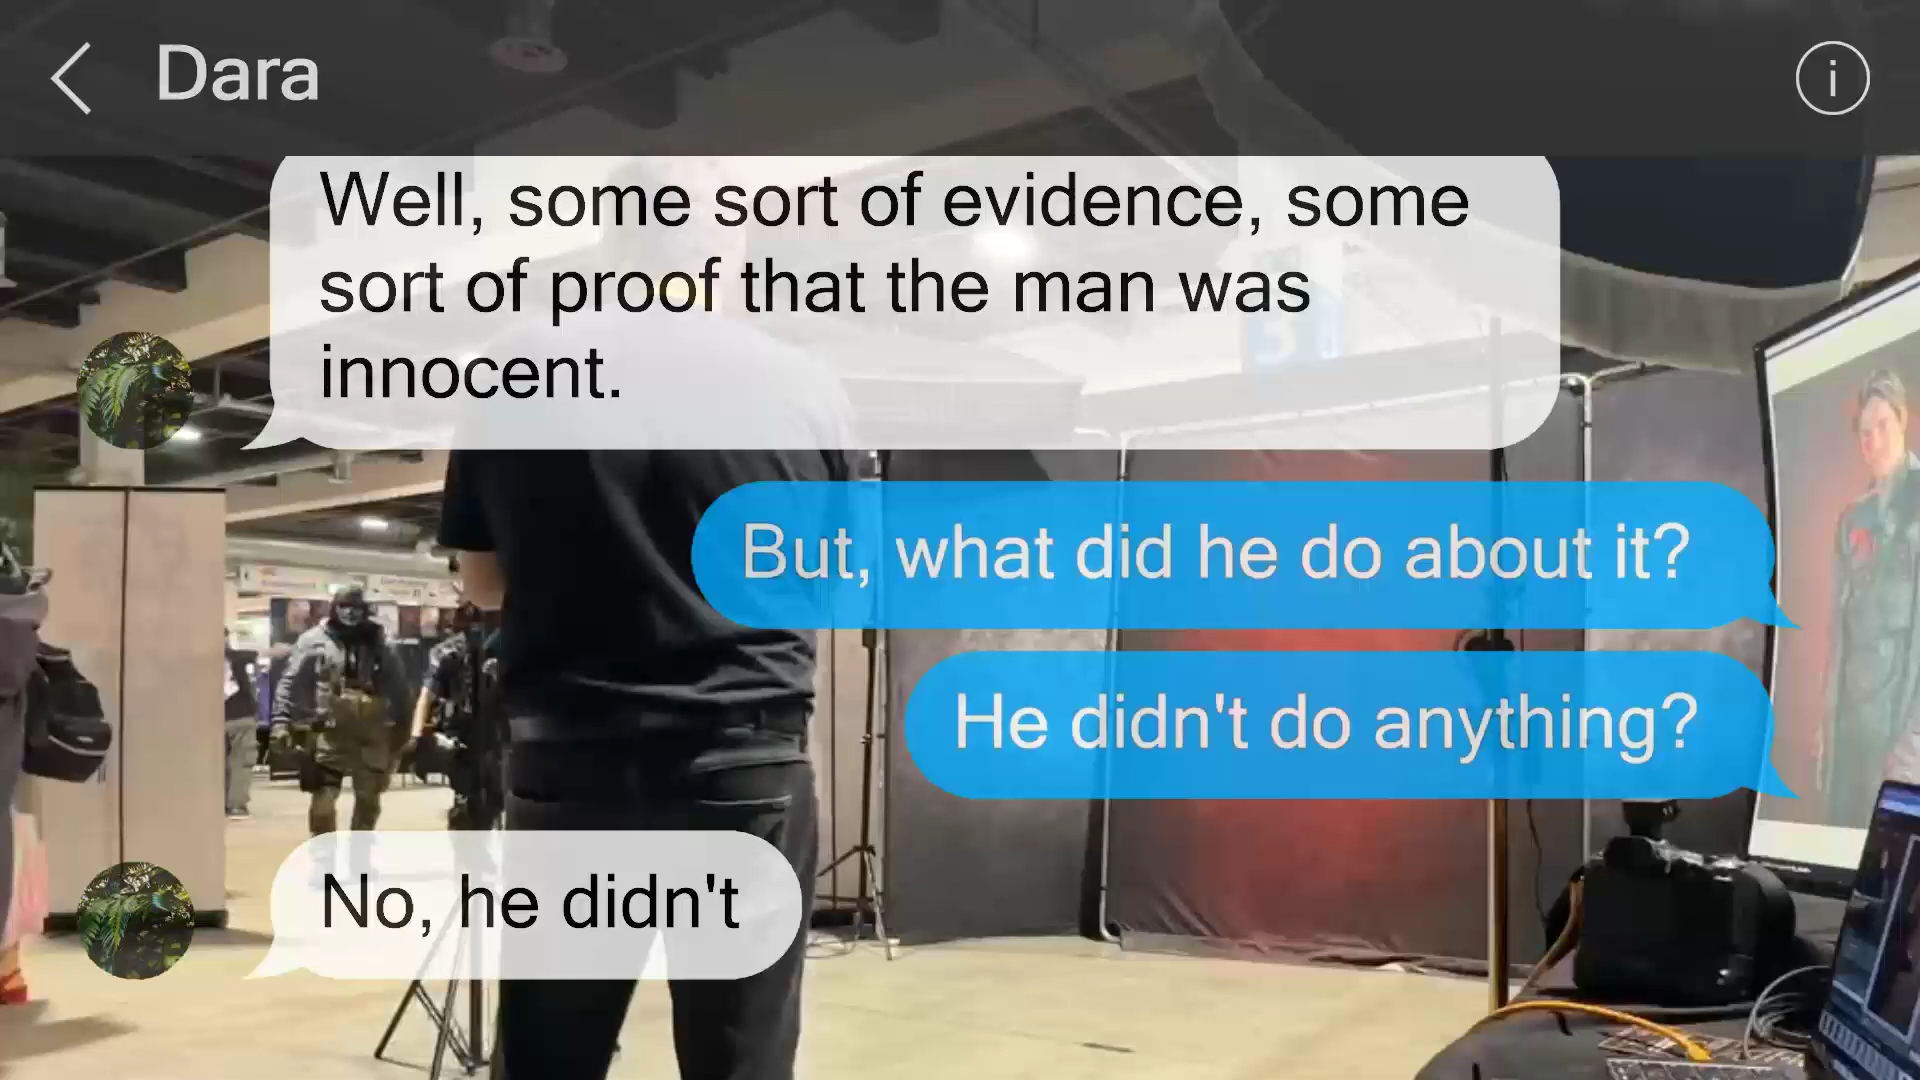 Dara
Well, some sort of evidence, some
sort of proof that the man was
innocent.
But, what did he do about it?
He didn't do anything?
No, he didn't